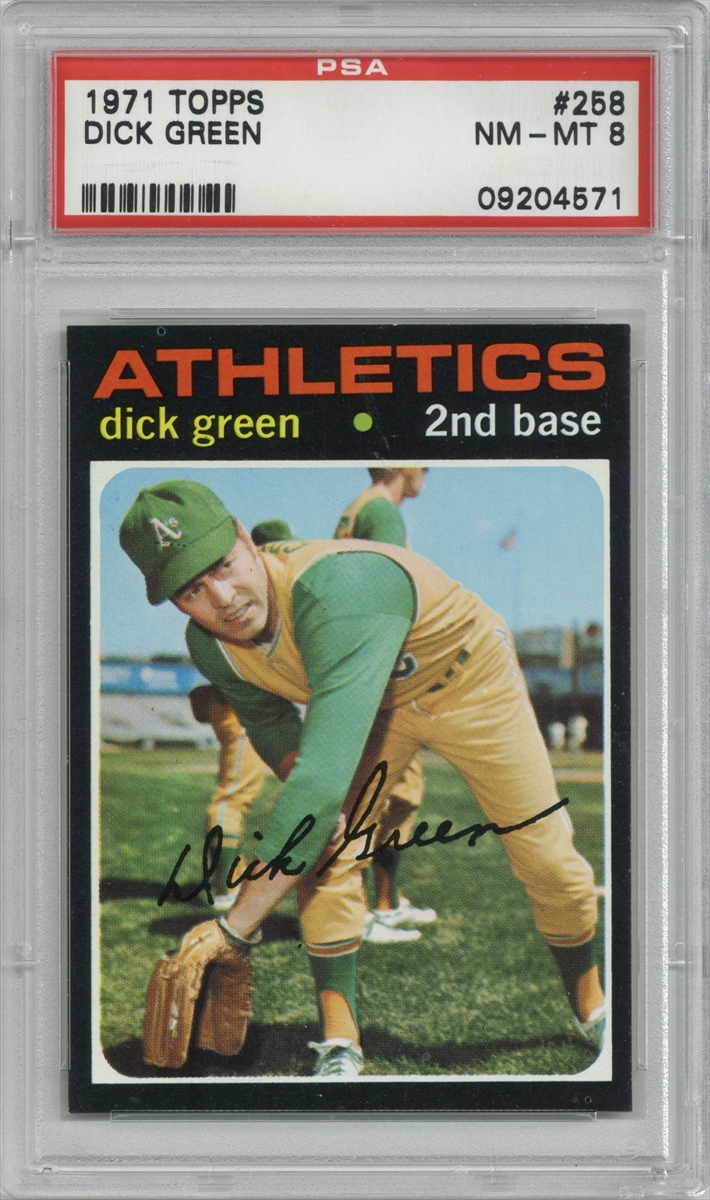 PSA
1971 TOPPS #258
DICK GREEN NM - MT 8
09204571
ATHLETICS
dick green • 2nd base
A's
Dick Green